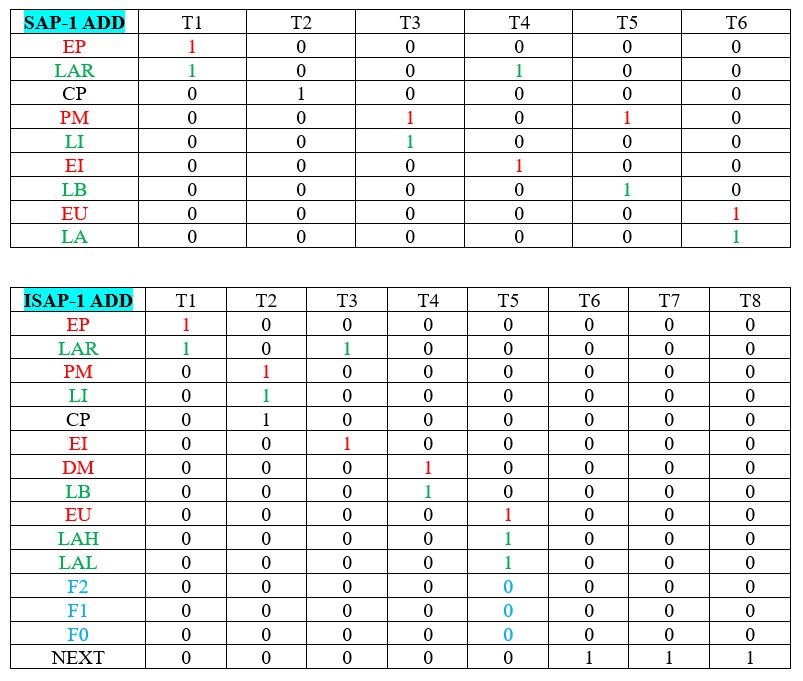 SAP-1 ADD T1 T2 T3 T4 T5 T6
EP 1 0 0 0 0 0
LAR 1 0 0 1 0 0
CP 0 1 0 0 0 0
PM 0 0 1 0 1 0
LI 0 0 1 0 0 0
EI 0 0 0 1 0 0
LB 0 0 0 0 1 0
EU 0 0 0 0 0 1
LA 0 0 0 0 0 1
ISAP-1 ADD T1 T2 T3 T4 T5 T6 T7 T8
EP 1 0 0 0 0 0 0 0
LAR 1 0 1 0 0 0 0 0
PM 0 1 0 0 0 0 0 0
LI 0 1 0 0 0 0 0 0
CP 0 1 0 0 0 0 0 0
EI 0 0 1 0 0 0 0 0
DM 0 0 0 1 0 0 0 0
LB 0 0 0 1 0 0 0 0
EU 0 0 0 0 1 0 0 0
LAH 0 0 0 0 1 0 0 0
LAL 0 0 0 0 1 0 0 0
F2 0 0 0 0 0 0 0 0
F1 0 0 0 0 0 0 0 0
F0 0 0 0 0 0 0 0 0
NEXT 0 0 0 0 0 1 1 1